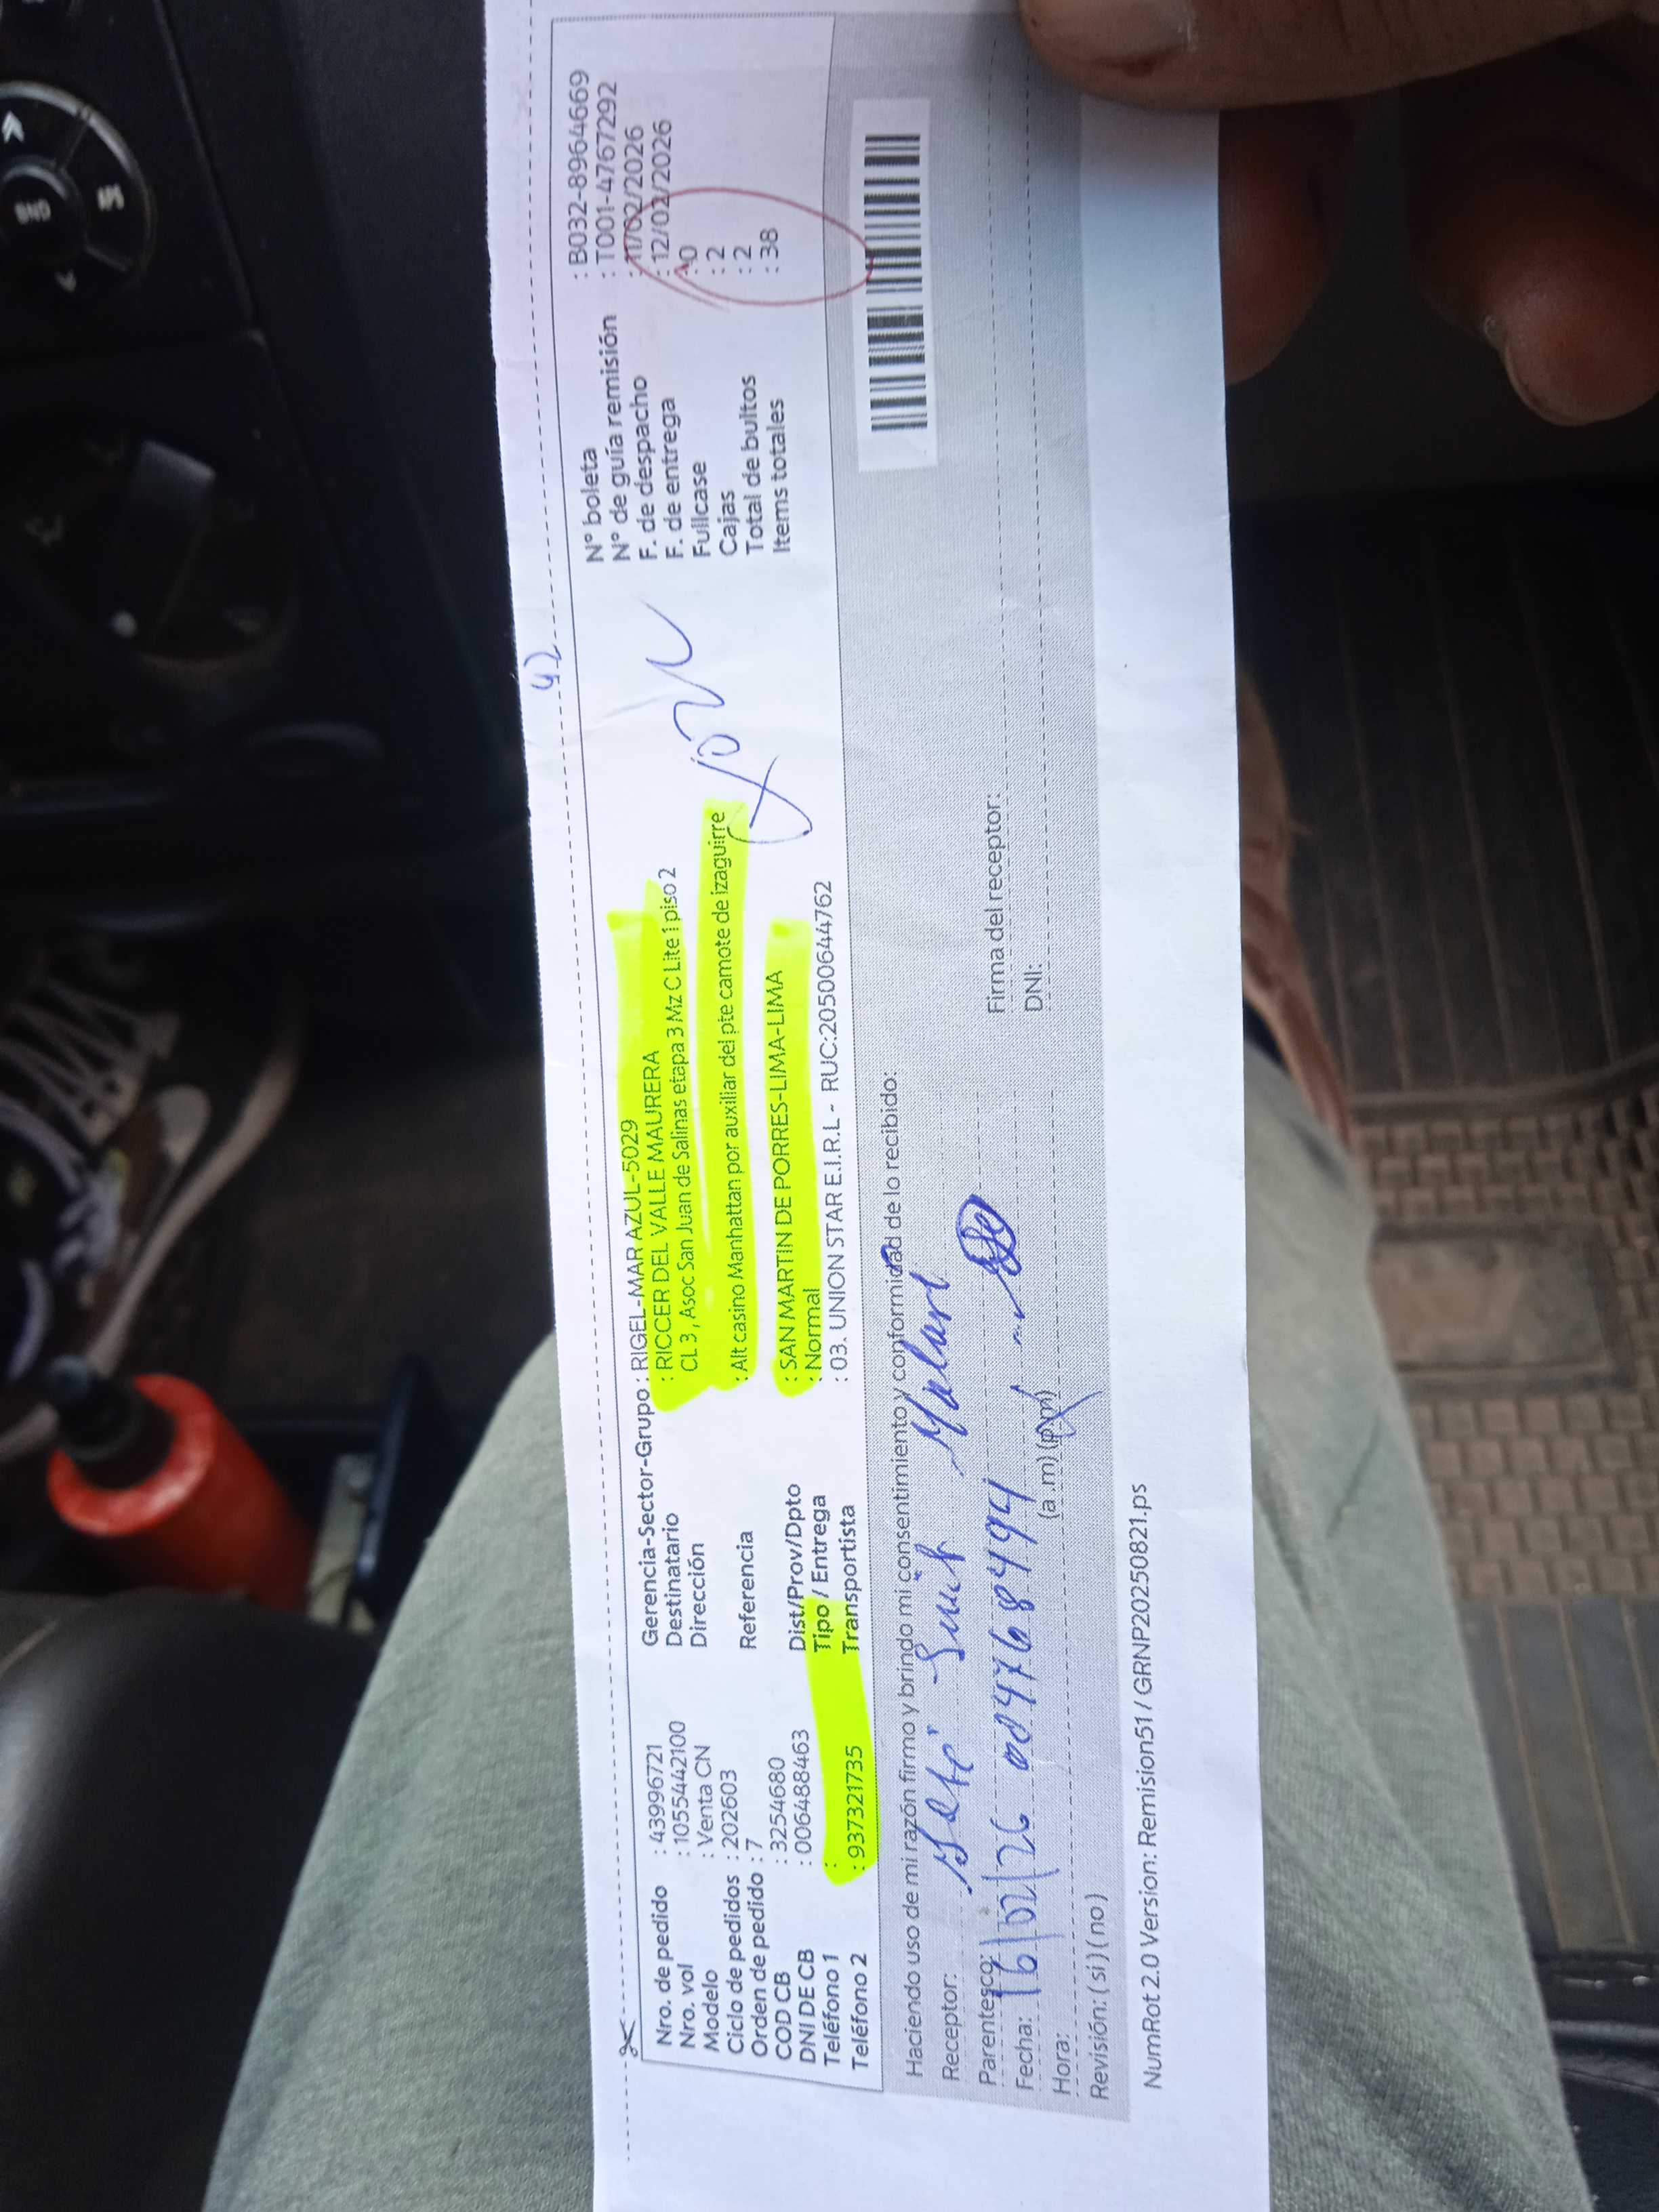 42
Nro. de pedido : 43996721
Nro. vol : 1055442100
Modelo : Venta CN
Ciclo de pedidos : 202603
Orden de pedido : 7
COD CB : 3254680
DNI DE CB : 006488463
Teléfono 1 :
Teléfono 2 : 937321735
Gerencia-Sector-Grupo : RIGEL-MAR AZUL-5029
Destinatario : RICCER DEL VALLE MAURERA
Dirección CL 3 , Asoc San Juan de Salinas etapa 3 Mz C Lite 1 piso 2
Referencia : Alt casino Manhattan por auxiliar del pte camote de izaguirre
Dist/Prov/Dpto : SAN MARTIN DE PORRES-LIMA-LIMA
Tipo / Entrega : Normal
Transportista : 03. UNION STAR E.I.R.L - RUC:20500644762
N° boleta : B032-8964669
N° de guía remisión : T001-4767292
F. de despacho : 11/02/2026
F. de entrega : 12/02/2026
Fullcase : 0
Cajas : 2
Total de bultos : 2
Items totales : 38
Haciendo uso de mi razón firmo y brindo mi consentimiento y conformidad de lo recibido:
Receptor:
Parentesco:
Fecha: 16/02/26
Hora: (a .m) (p.m)
Revisión: ( si ) ( no )
Firma del receptor:
DNI:
NumRot 2.0 Version: Remision51 / GRNP20250821.ps
BND
APS